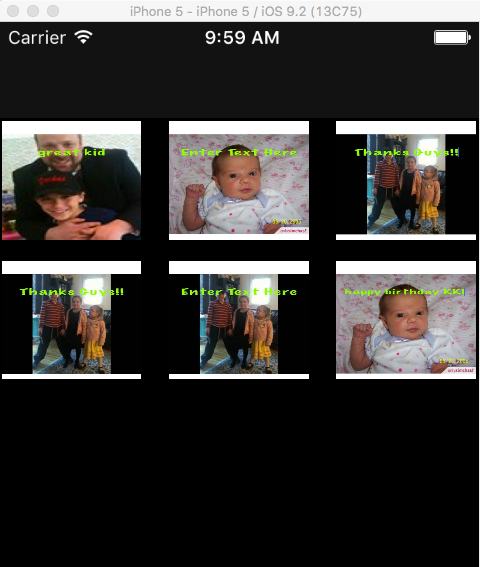 iPhone 5 - iPhone 5 / iOS 9.2 (13C75)
Carrier 9:59 AM
great kid Enter Text Here Thanks Guys!!
Thanks Guys!! Enter Text Here happy birthday KK!